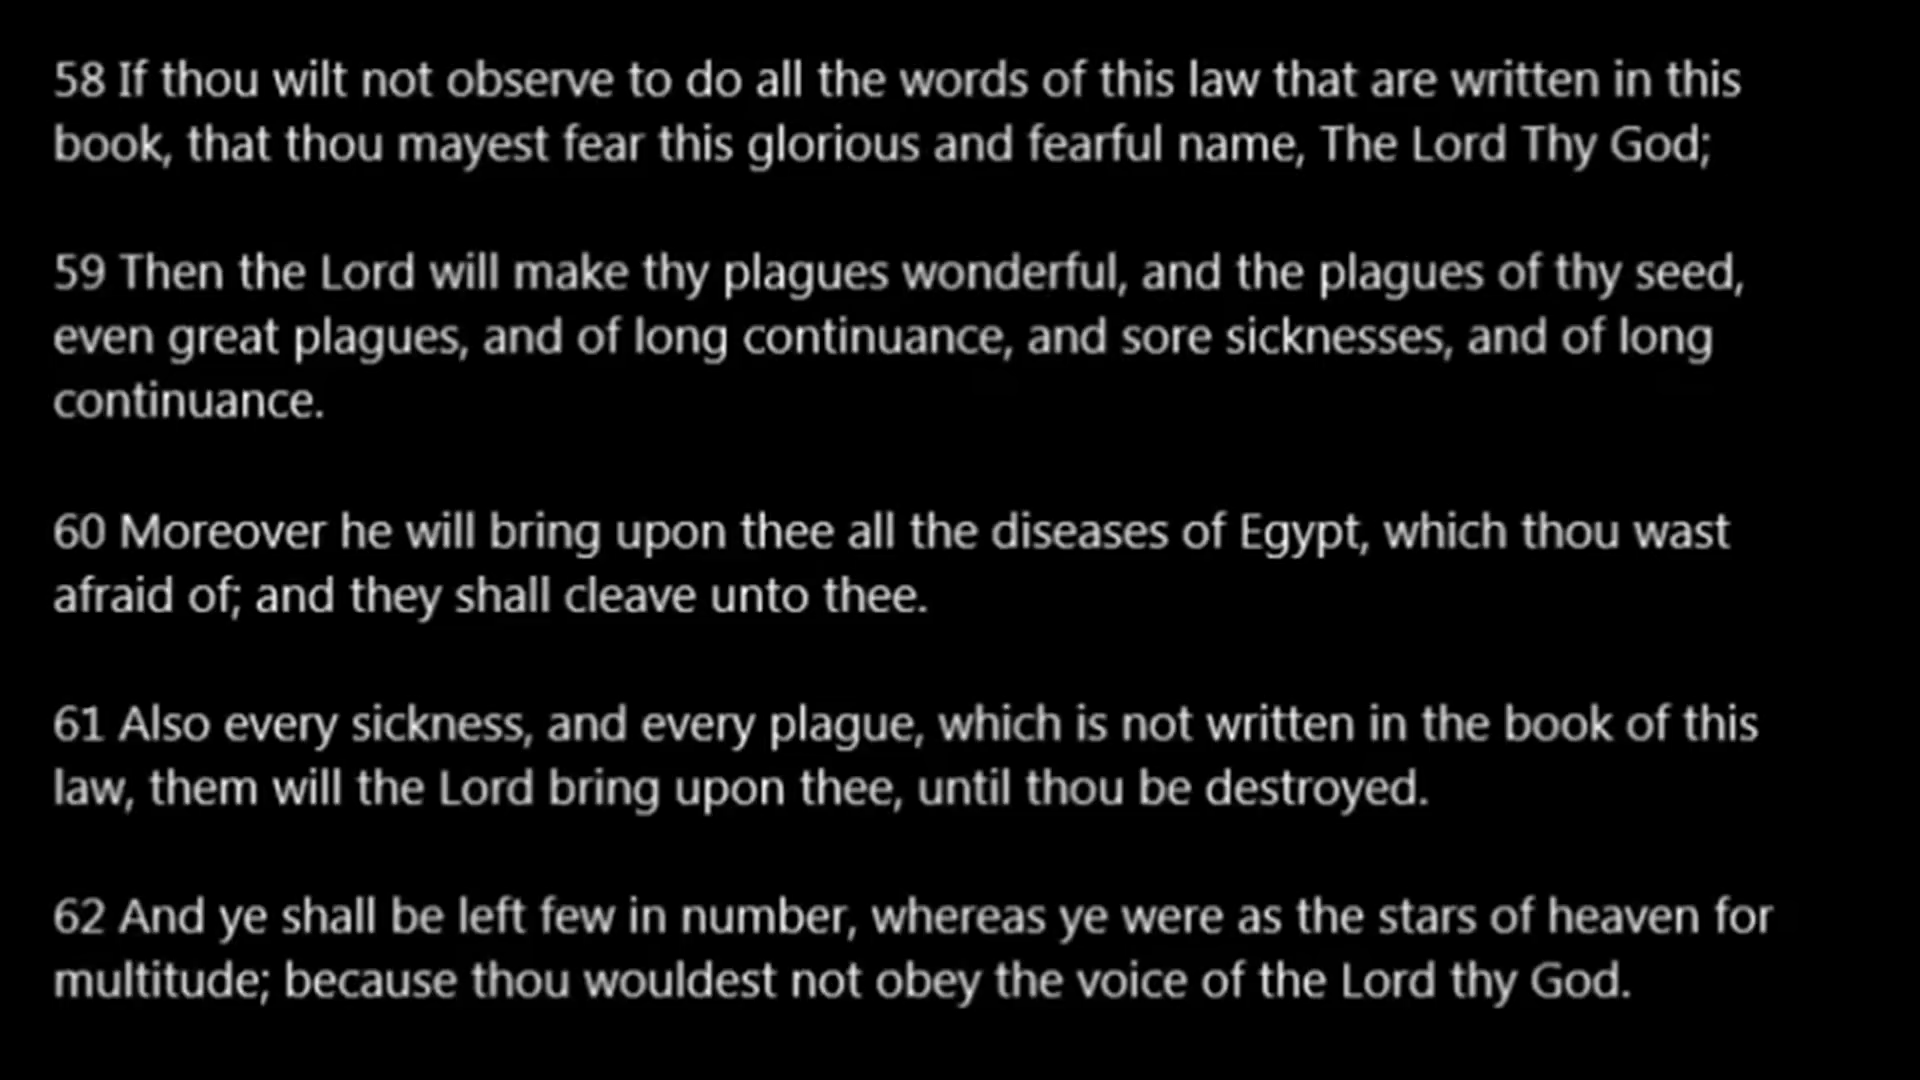 58 If thou wilt not observe to do all the words of this law that are written in this
book, that thou mayest fear this glorious and fearful name, The Lord Thy God;
59 Then the Lord will make thy plagues wonderful, and the plagues of thy seed,
even great plagues, and of long continuance, and sore sicknesses, and of long
continuance.
60 Moreover he will bring upon thee all the diseases of Egypt, which thou wast
afraid of; and they shall cleave unto thee.
61 Also every sickness, and every plague, which is not written in the book of this
law, them will the Lord bring upon thee, until thou be destroyed.
62 And ye shall be left few in number, whereas ye were as the stars of heaven for
multitude; because thou wouldest not obey the voice of the Lord thy God.